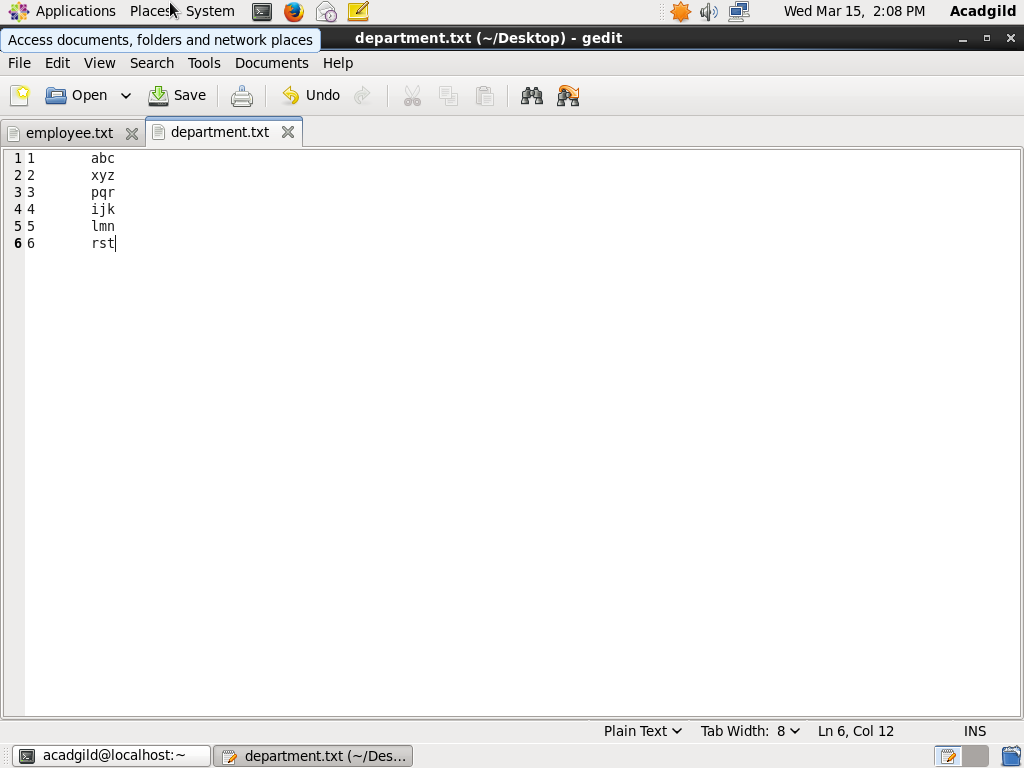 Applications Places System Wed Mar 15, 2:08 PM Acadgild
Access documents, folders and network places
department.txt (~/Desktop) - gedit
File Edit View Search Tools Documents Help
Open Save Undo
employee.txt department.txt
1 1 abc
2 2 xyz
3 3 pqr
4 4 ijk
5 5 lmn
6 6 rst
Plain Text Tab Width: 8 Ln 6, Col 12 INS
acadgild@localhost:~ department.txt (~/Des...